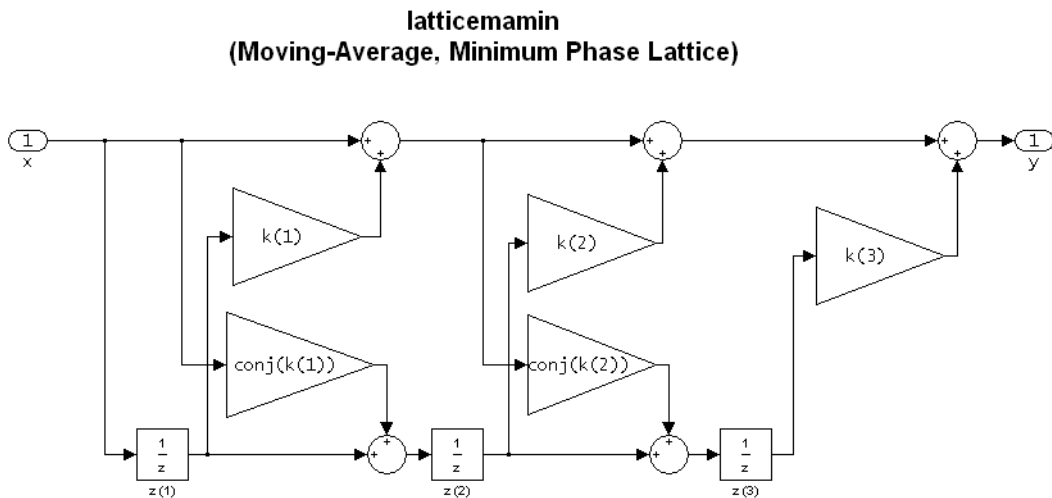 latticemamin
(Moving-Average, Minimum Phase Lattice)
1
x
+
+
+
+
+
+
1
y
k(1)
k(2)
k(3)
conj(k(1))
conj(k(2))
+
+
+
+
1
z
z(1)
1
z
z(2)
1
z
z(3)